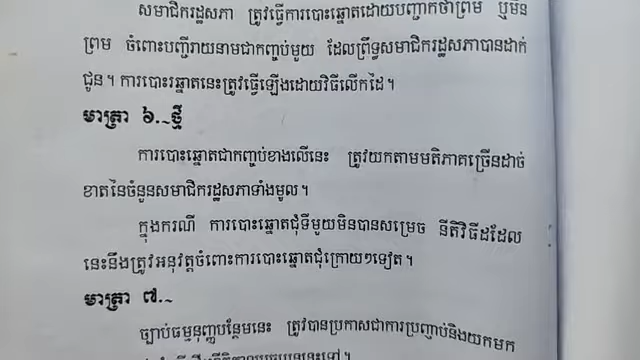 សមាជិករដ្ឋសភា ត្រូវធ្វើការបោះឆ្នោតដោយបញ្ជាក់ថាព្រម ឬមិន
ព្រម ចំពោះបញ្ជីរាយនាមជាកញ្ចប់មួយ ដែលព្រឹទ្ធសមាជិករដ្ឋសភាបានដាក់
ជូន។ ការបោះឆ្នោតនេះត្រូវធ្វើឡើងដោយវិធីលើកដៃ។
មាត្រា ៦.~ថ្មី
ការបោះឆ្នោតជាកញ្ចប់ខាងលើនេះ ត្រូវយកតាមមតិភាគច្រើនដាច់
ខាតនៃចំនួនសមាជិករដ្ឋសភាទាំងមូល។
ក្នុងករណី ការបោះឆ្នោតជុំទីមួយមិនបានសម្រេច នីតិវិធីដដែល
នេះនឹងត្រូវអនុវត្តចំពោះការបោះឆ្នោតជុំក្រោយៗទៀត។
មាត្រា ៧.~
ច្បាប់ធម្មនុញ្ញបន្ថែមនេះ ត្រូវបានប្រកាសជាការប្រញាប់និងយកមក